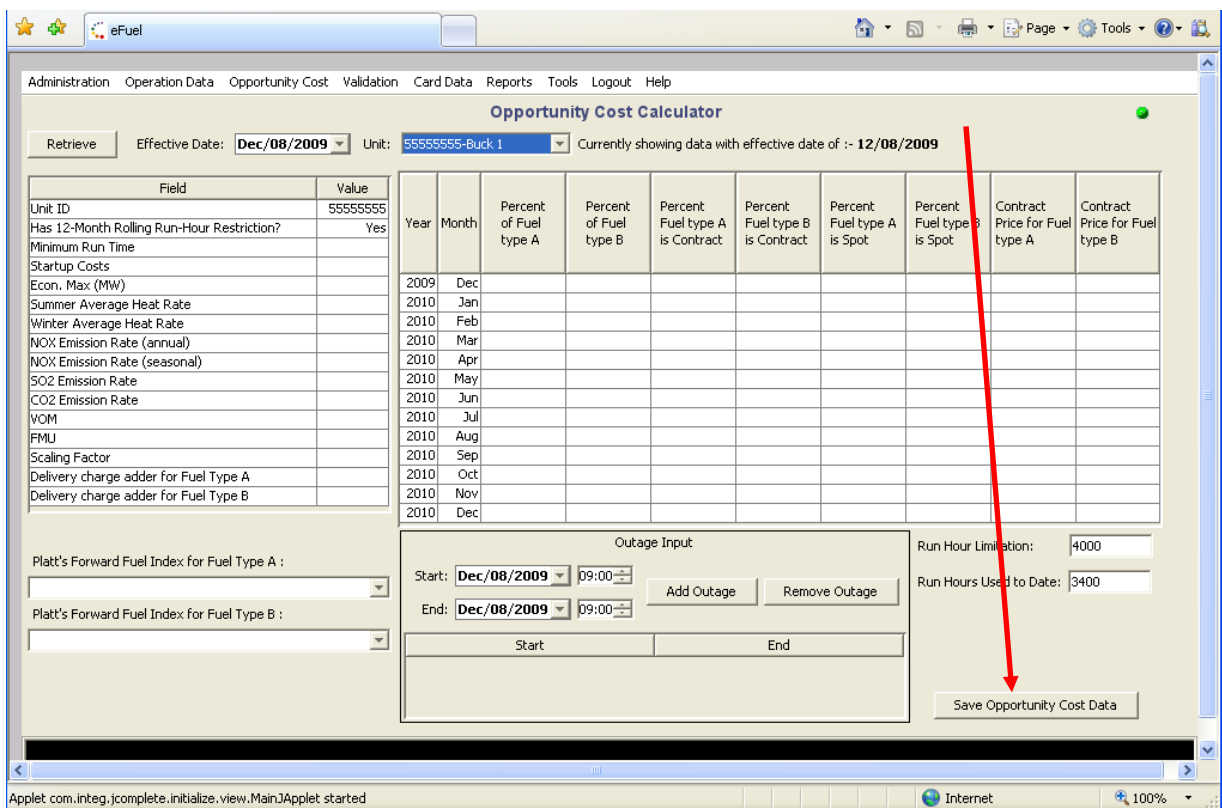 eFuel
Page
Tools
Administration Operation Data Opportunity Cost Validation Card Data Reports Tools Logout Help
Opportunity Cost Calculator
Retrieve Effective Date: Dec/08/2009 Unit: 55555555-Buck 1 Currently showing data with effective date of :- 12/08/2009
Field Value
Unit ID 55555555
Has 12-Month Rolling Run-Hour Restriction? Yes
Minimum Run Time
Startup Costs
Econ. Max (MW)
Summer Average Heat Rate
Winter Average Heat Rate
NOX Emission Rate (annual)
NOX Emission Rate (seasonal)
SO2 Emission Rate
CO2 Emission Rate
VOM
FMU
Scaling Factor
Delivery charge adder for Fuel Type A
Delivery charge adder for Fuel Type B
Platt's Forward Fuel Index for Fuel Type A :
Platt's Forward Fuel Index for Fuel Type B :
Year
Month
Percent
of Fuel
type A
Percent
of Fuel
type B
Percent
Fuel type A
is Contract
Percent
Fuel type B
is Contract
Percent
Fuel type A
is Spot
Percent
Fuel type B
is Spot
Contract
Price for Fuel
type A
Contract
Price for Fuel
type B
2009 Dec
2010 Jan
2010 Feb
2010 Mar
2010 Apr
2010 May
2010 Jun
2010 Jul
2010 Aug
2010 Sep
2010 Oct
2010 Nov
2010 Dec
Outage Input
Start: Dec/08/2009 09:00
End: Dec/08/2009 09:00
Add Outage Remove Outage
Start End
Run Hour Limitation: 4000
Run Hours Used to Date: 3400
Save Opportunity Cost Data
Applet com.integ.jcomplete.initialize.view.MainJApplet started
Internet
100%